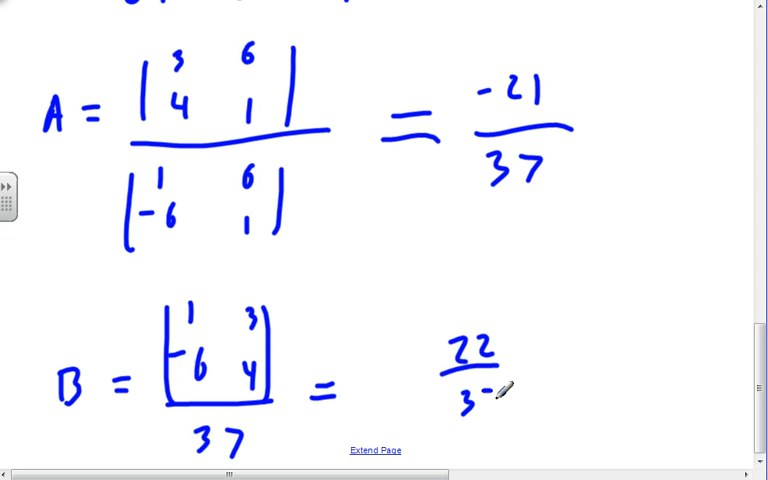 A = | 3 6 | = -21
| 4 1 |
| 1 6 | 37
| -6 1 |
B = | 1 3 | = 22
| -6 4 |
37
Extend Page